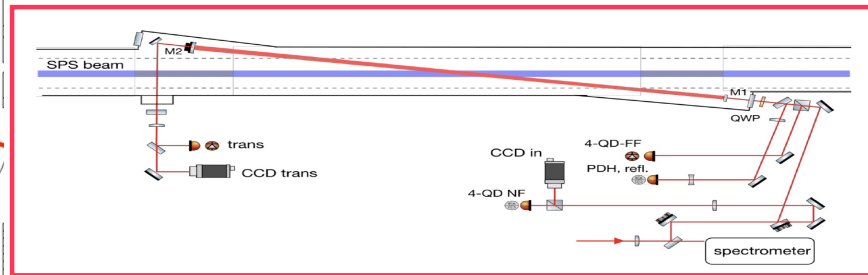 M2
SPS beam
M1
QWP
trans
4-QD-FF
CCD in
PDH, refl.
CCD trans
4-QD NF
spectrometer